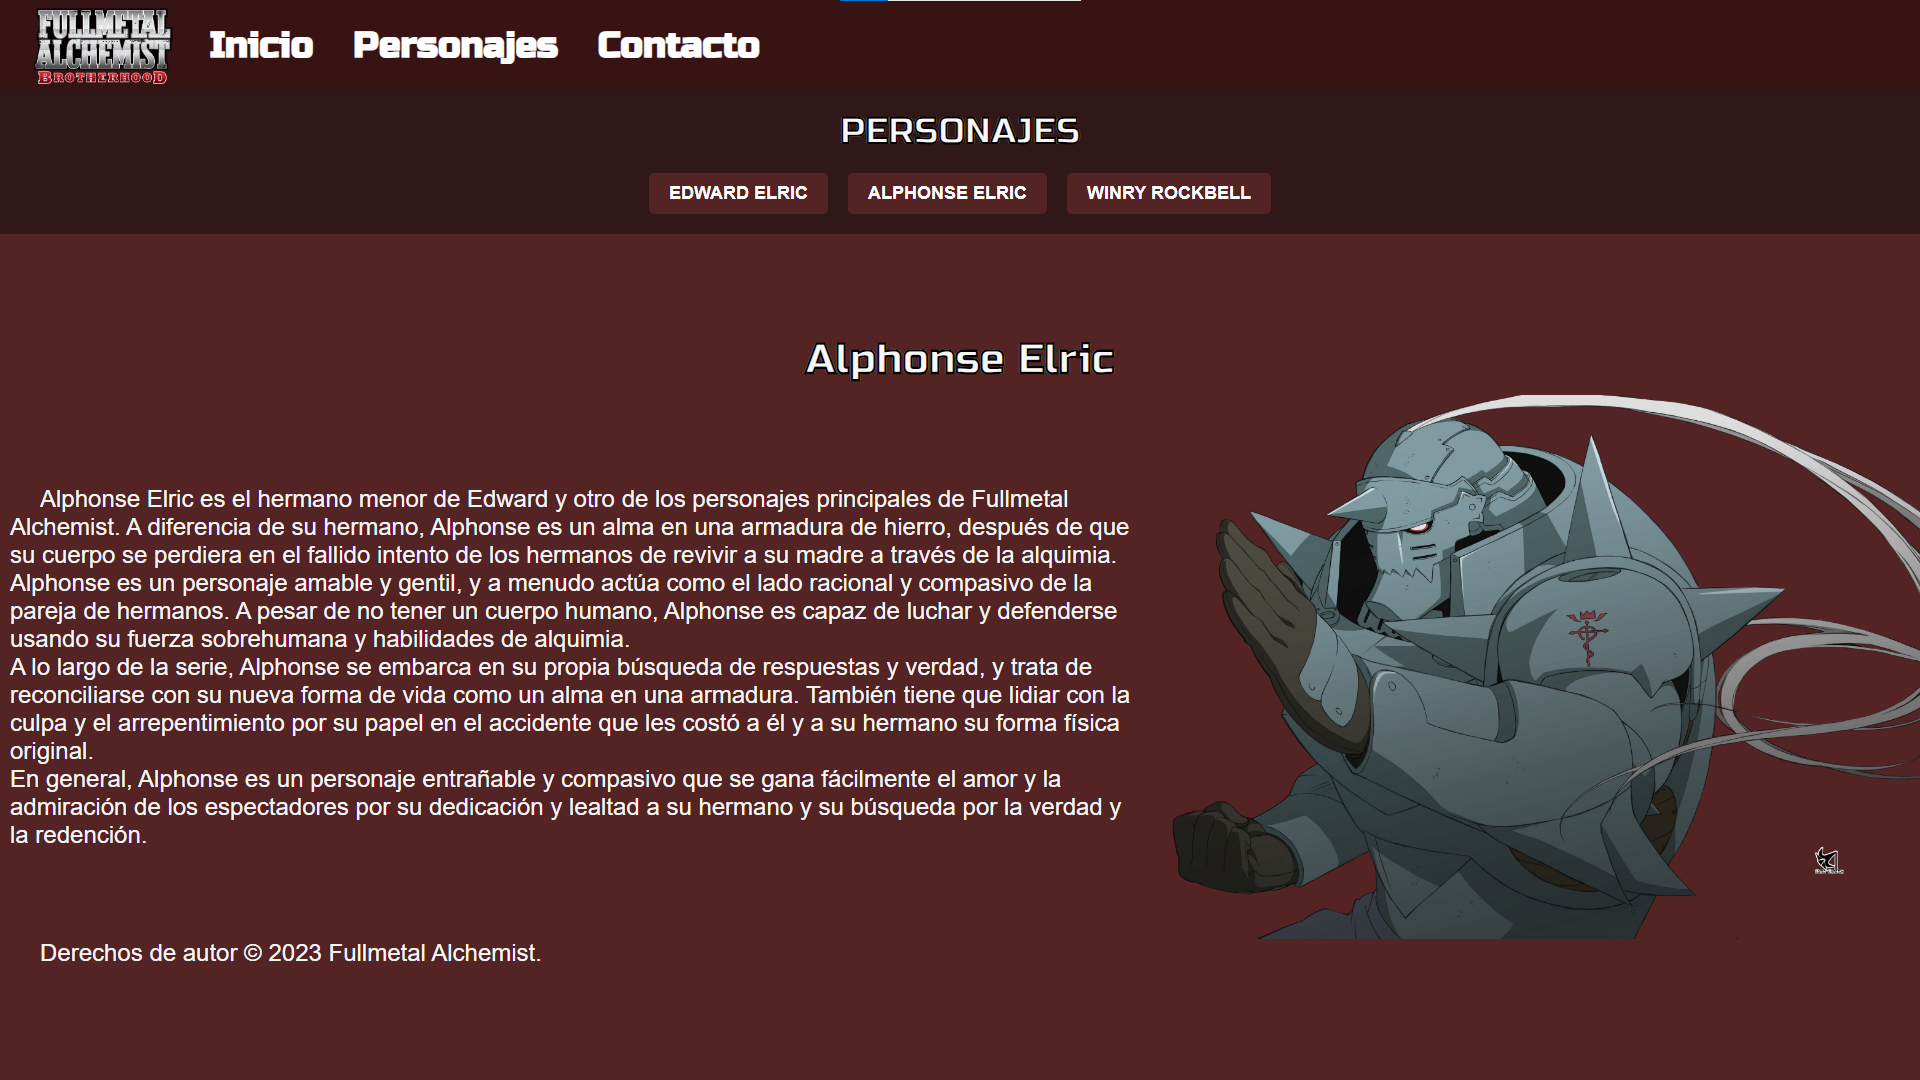 FULLMETAL
ALCHEMIST
BROTHERHOOD
Inicio Personajes Contacto
PERSONAJES
EDWARD ELRIC ALPHONSE ELRIC WINRY ROCKBELL
Alphonse Elric
Alphonse Elric es el hermano menor de Edward y otro de los personajes principales de Fullmetal
Alchemist. A diferencia de su hermano, Alphonse es un alma en una armadura de hierro, después de que
su cuerpo se perdiera en el fallido intento de los hermanos de revivir a su madre a través de la alquimia.
Alphonse es un personaje amable y gentil, y a menudo actúa como el lado racional y compasivo de la
pareja de hermanos. A pesar de no tener un cuerpo humano, Alphonse es capaz de luchar y defenderse
usando su fuerza sobrehumana y habilidades de alquimia.
A lo largo de la serie, Alphonse se embarca en su propia búsqueda de respuestas y verdad, y trata de
reconciliarse con su nueva forma de vida como un alma en una armadura. También tiene que lidiar con la
culpa y el arrepentimiento por su papel en el accidente que les costó a él y a su hermano su forma física
original.
En general, Alphonse es un personaje entrañable y compasivo que se gana fácilmente el amor y la
admiración de los espectadores por su dedicación y lealtad a su hermano y su búsqueda por la verdad y
la redención.
Derechos de autor © 2023 Fullmetal Alchemist.